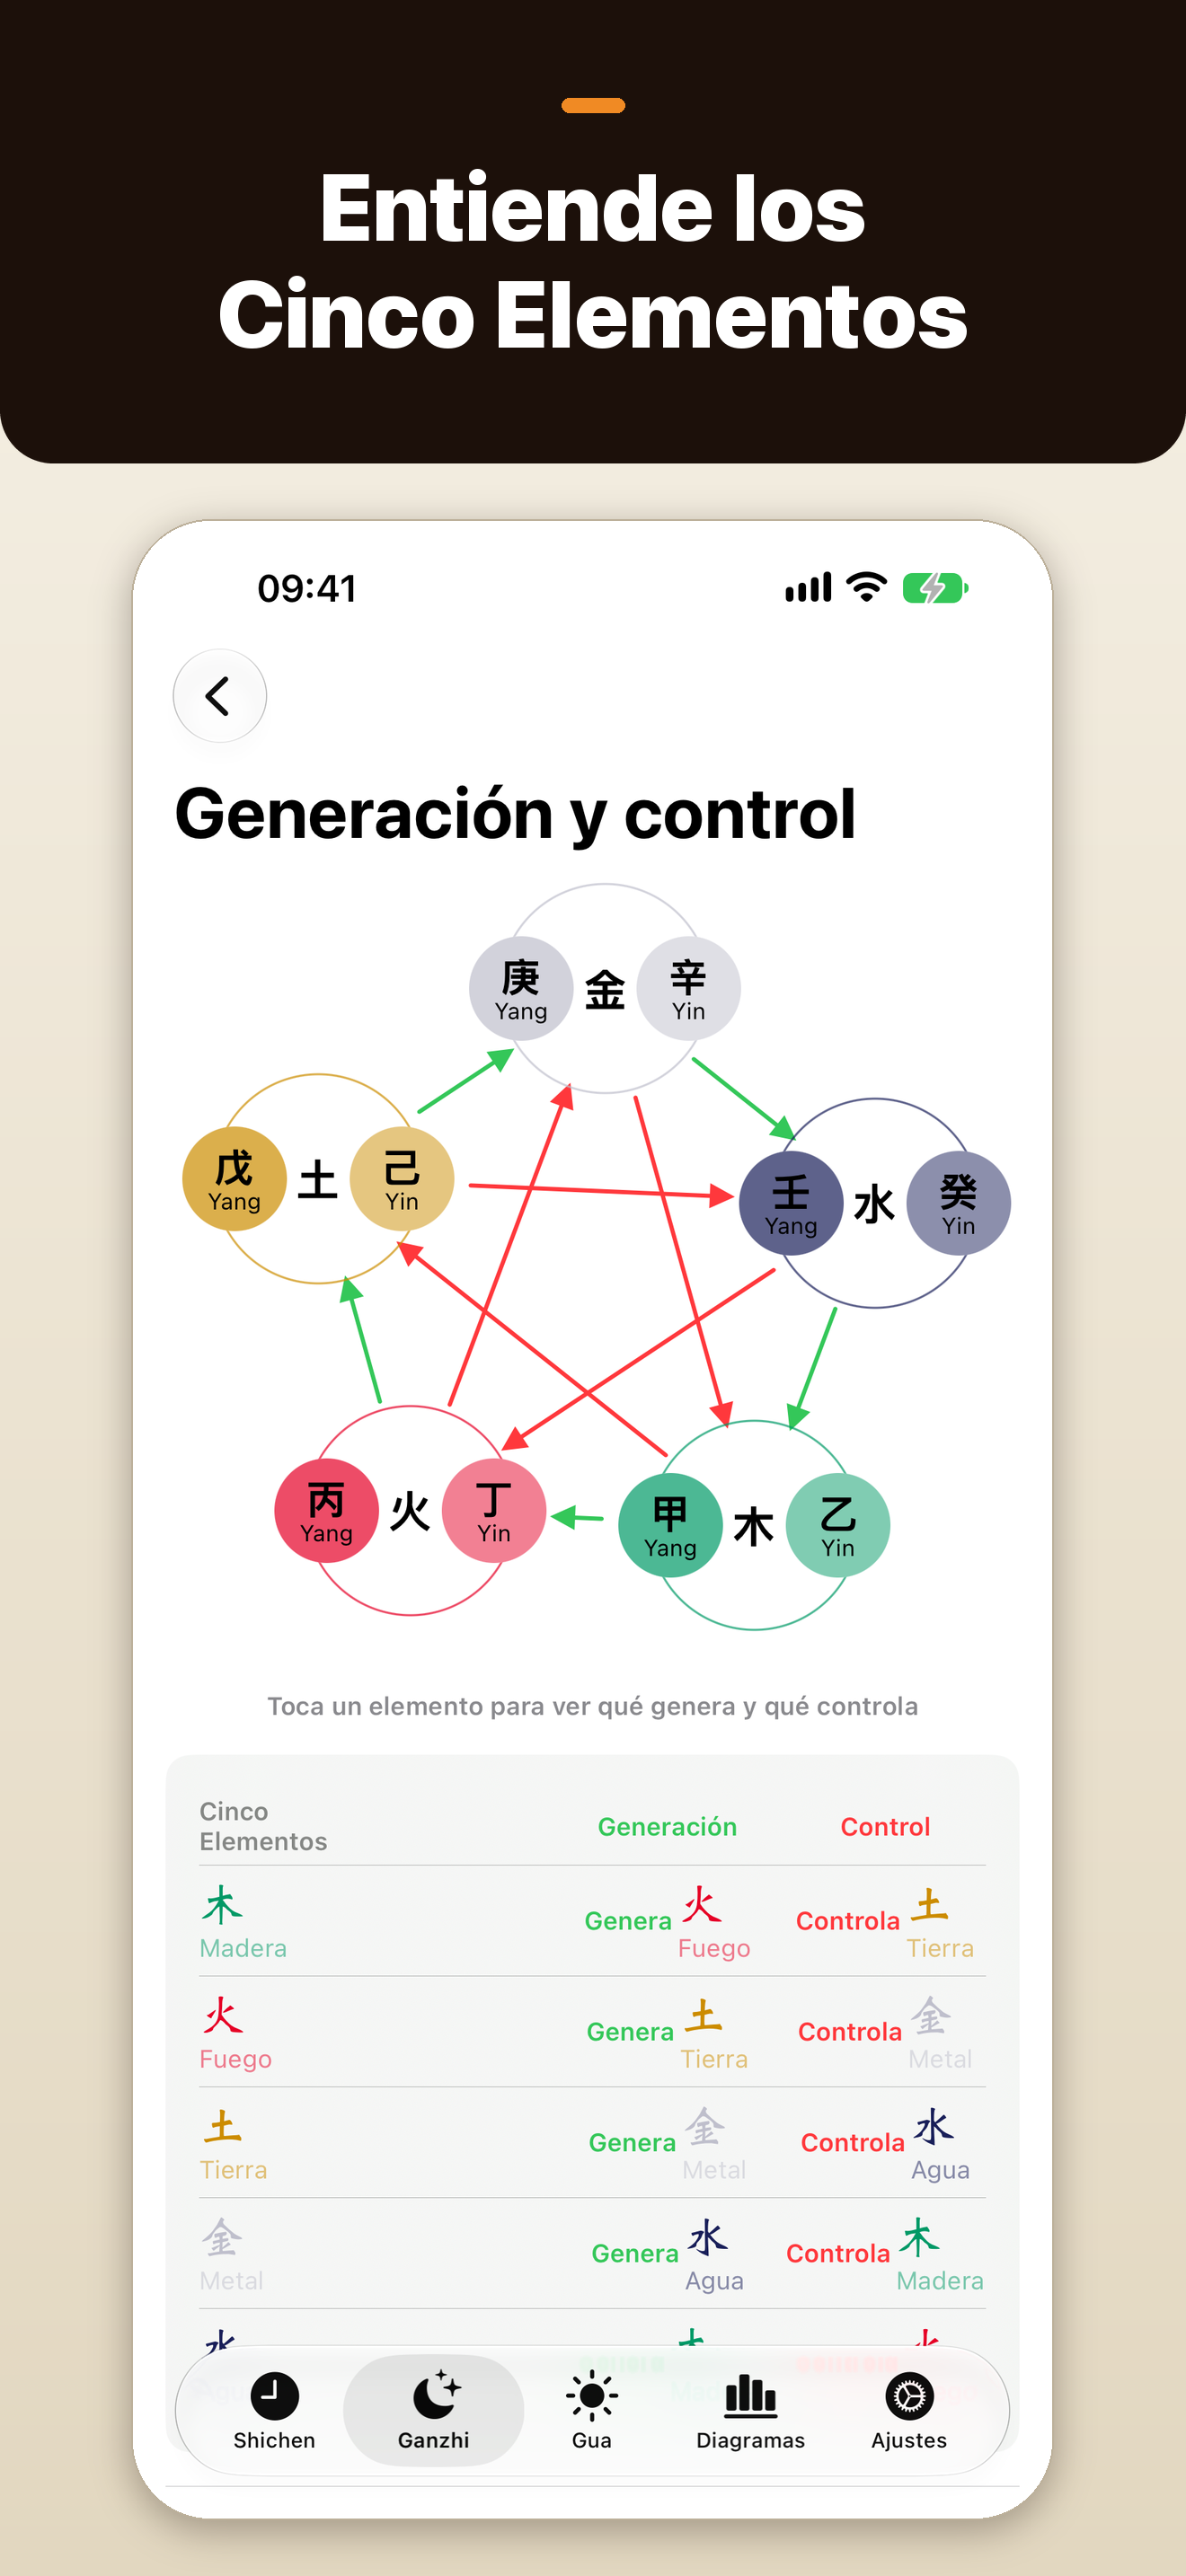 Entiende los
Cinco Elementos
09:41
Generación y control
庚 金 辛
Yang Yin
戊 土 己
Yang Yin
壬 水 癸
Yang Yin
丙 火 丁
Yang Yin
甲 木 乙
Yang Yin
Toca un elemento para ver qué genera y qué controla
Cinco
Elementos
Generación Control
木 Genera 火 Controla 土
Madera Fuego Tierra
火 Genera 土 Controla 金
Fuego Tierra Metal
土 Genera 金 Controla 水
Tierra Metal Agua
金 Genera 水 Controla 木
Metal Agua Madera
水 木 火
Shichen Ganzhi Gua Diagramas Ajustes